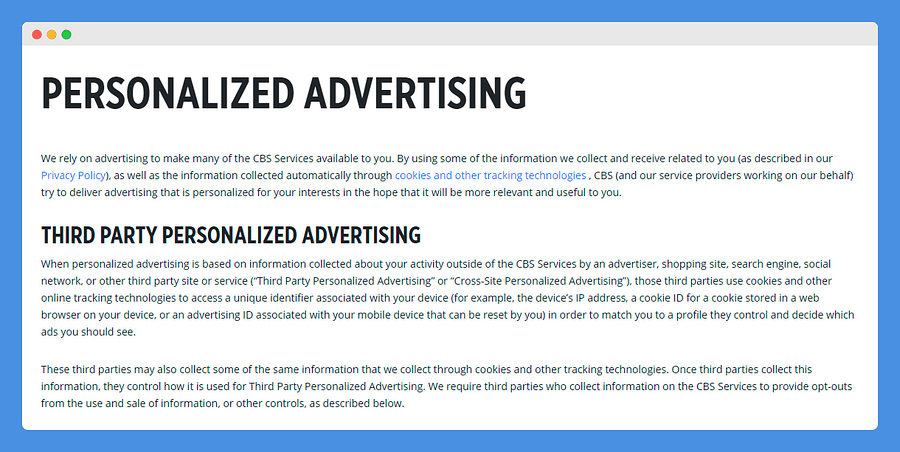 PERSONALIZED ADVERTISING
We rely on advertising to make many of the CBS Services available to you. By using some of the information we collect and receive related to you (as described in our
Privacy Policy), as well as the information collected automatically through cookies and other tracking technologies , CBS (and our service providers working on our behalf)
try to deliver advertising that is personalized for your interests in the hope that it will be more relevant and useful to you.
THIRD PARTY PERSONALIZED ADVERTISING
When personalized advertising is based on information collected about your activity outside of the CBS Services by an advertiser, shopping site, search engine, social
network, or other third party site or service (“Third Party Personalized Advertising” or “Cross-Site Personalized Advertising”), those third parties use cookies and other
online tracking technologies to access a unique identifier associated with your device (for example, the device’s IP address, a cookie ID for a cookie stored in a web
browser on your device, or an advertising ID associated with your mobile device that can be reset by you) in order to match you to a profile they control and decide which
ads you should see.
These third parties may also collect some of the same information that we collect through cookies and other tracking technologies. Once third parties collect this
information, they control how it is used for Third Party Personalized Advertising. We require third parties who collect information on the CBS Services to provide opt-outs
from the use and sale of information, or other controls, as described below.